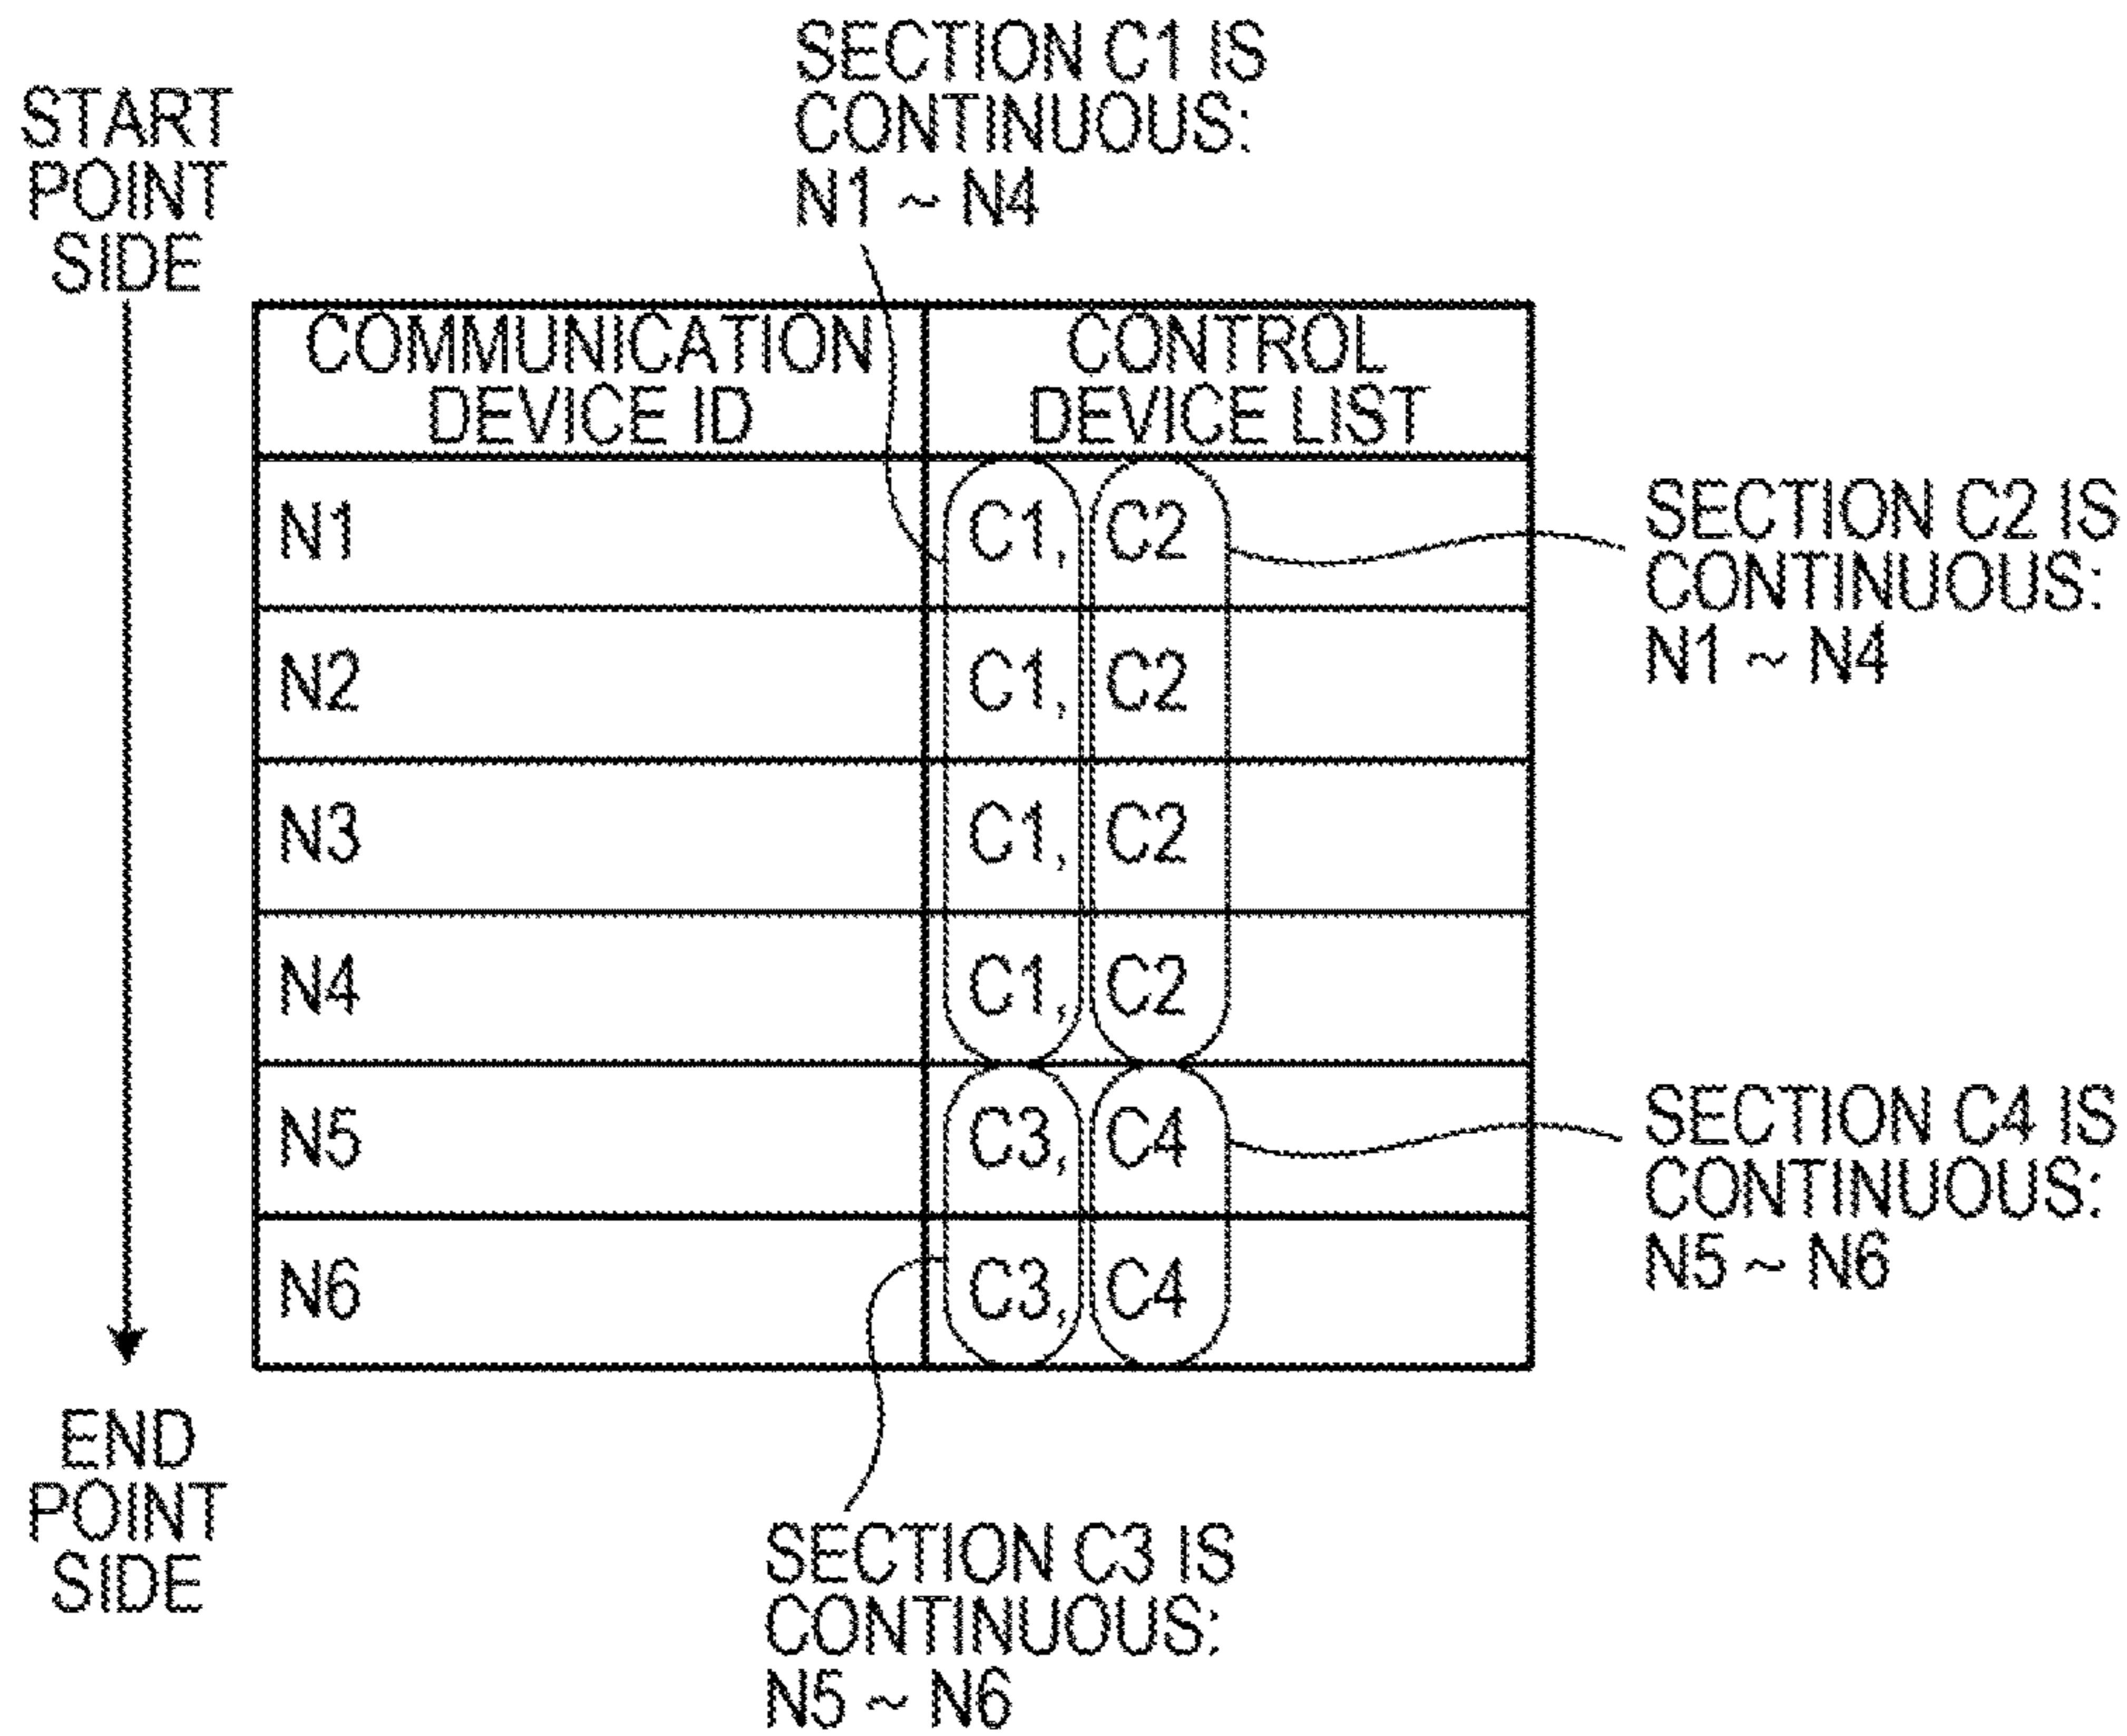 SECTION C1 IS
CONTINUOUS:
N1 ~ N4
START
POINT
SIDE
COMMUNICATION
DEVICE ID
CONTROL
DEVICE LIST
N1
C1, C2
N2
C1, C2
N3
C1, C2
N4
C1, C2
N5
C3, C4
N6
C3, C4
SECTION C2 IS
CONTINUOUS:
N1 ~ N4
SECTION C4 IS
CONTINUOUS:
N5 ~ N6
END
POINT
SIDE
SECTION C3 IS
CONTINUOUS:
N5 ~ N6